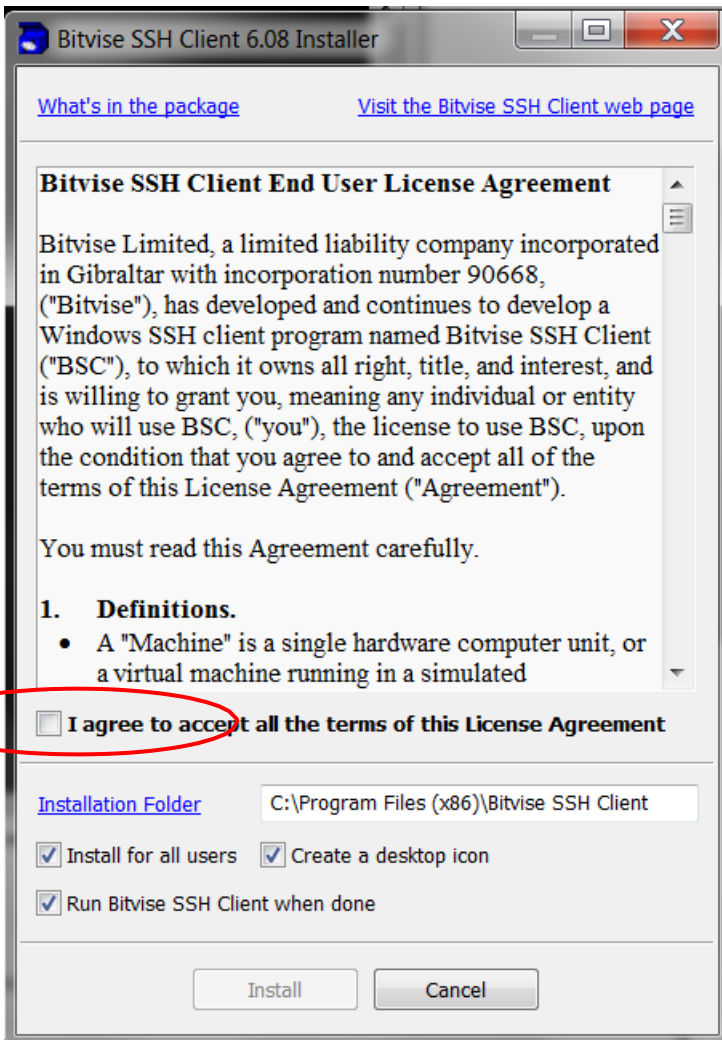 Bitvise SSH Client 6.08 Installer
What's in the package Visit the Bitvise SSH Client web page
Bitvise SSH Client End User License Agreement
Bitvise Limited, a limited liability company incorporated
in Gibraltar with incorporation number 90668,
("Bitvise"), has developed and continues to develop a
Windows SSH client program named Bitvise SSH Client
("BSC"), to which it owns all right, title, and interest, and
is willing to grant you, meaning any individual or entity
who will use BSC, ("you"), the license to use BSC, upon
the condition that you agree to and accept all of the
terms of this License Agreement ("Agreement").
You must read this Agreement carefully.
1. Definitions.
• A "Machine" is a single hardware computer unit, or
a virtual machine running in a simulated
I agree to accept all the terms of this License Agreement
Installation Folder C:\Program Files (x86)\Bitvise SSH Client
Install for all users Create a desktop icon
Run Bitvise SSH Client when done
Install Cancel